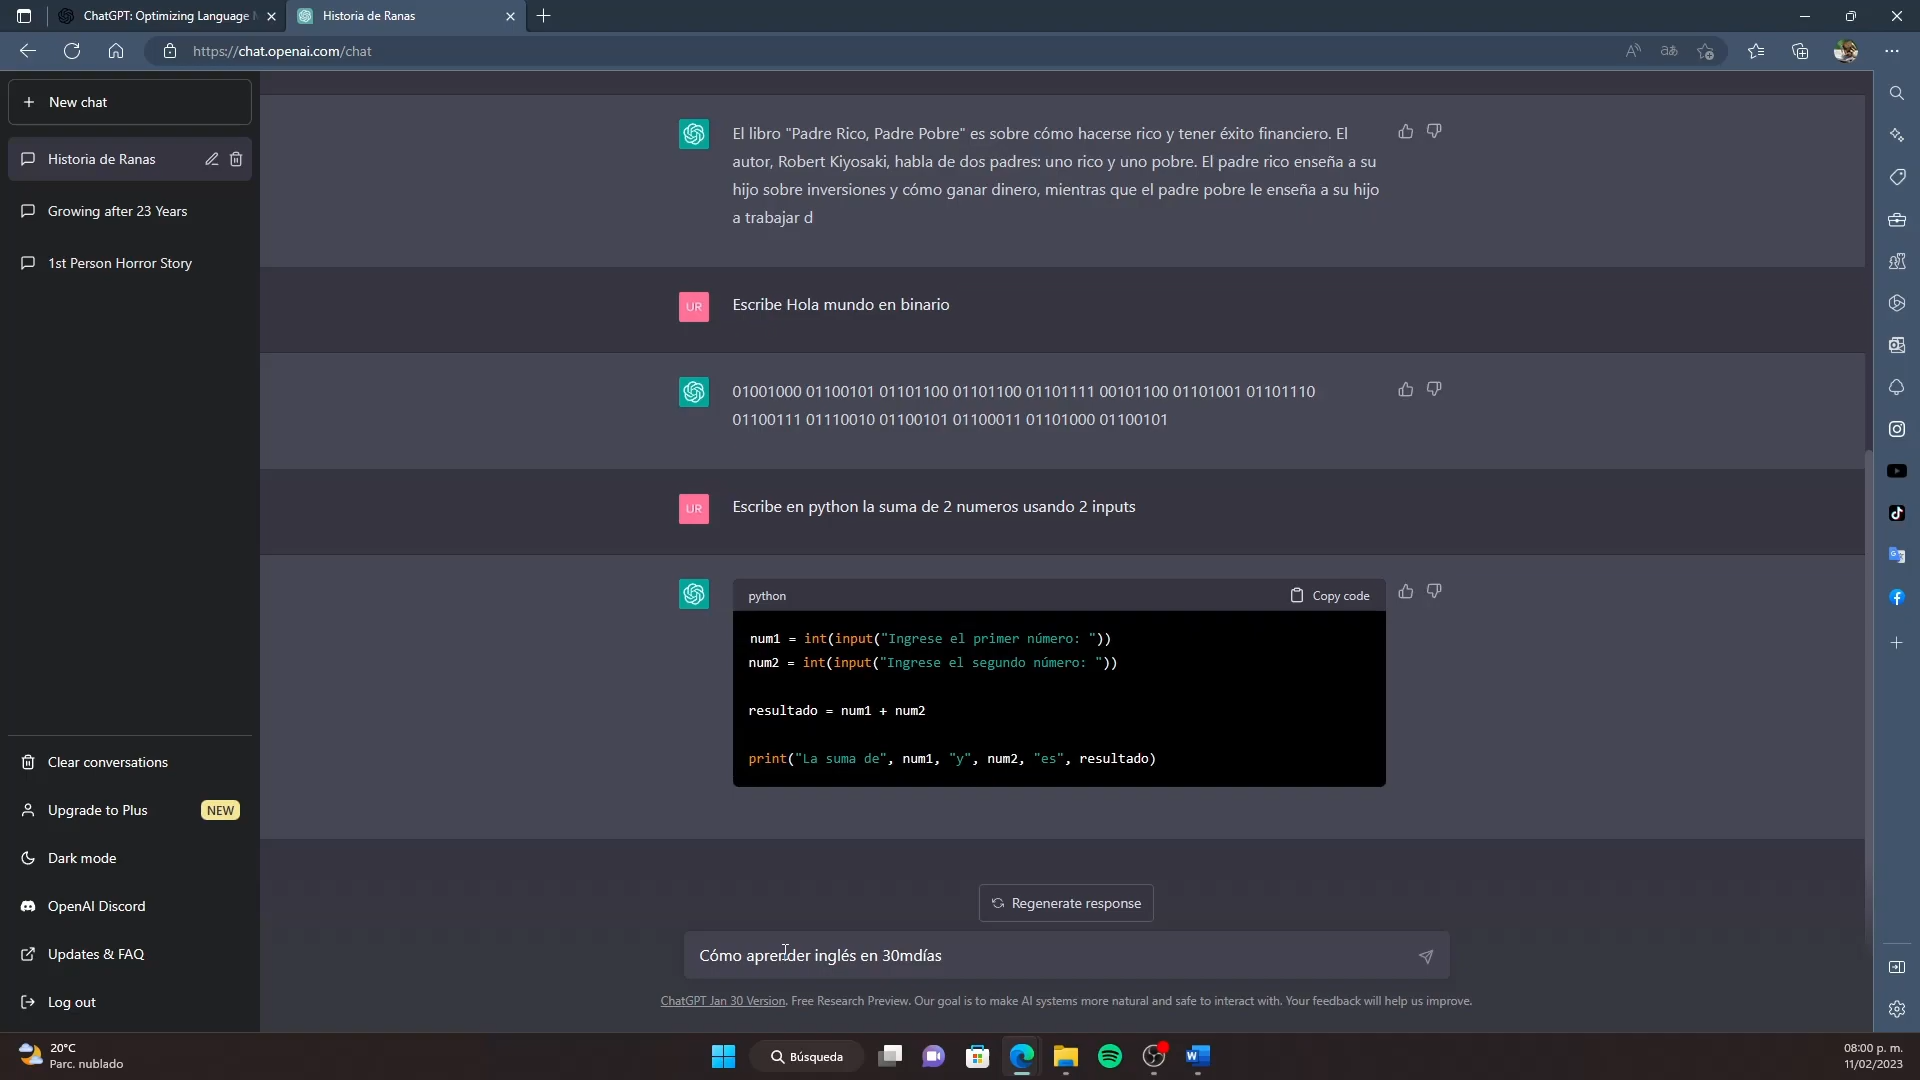 ChatGPT: Optimizing Language
Historia de Ranas
https://chat.openai.com/chat
New chat
Historia de Ranas
Growing after 23 Years
1st Person Horror Story
Clear conversations
Upgrade to Plus NEW
Dark mode
OpenAI Discord
Updates & FAQ
Log out
El libro "Padre Rico, Padre Pobre" es sobre cómo hacerse rico y tener éxito financiero. El
autor, Robert Kiyosaki, habla de dos padres: uno rico y uno pobre. El padre rico enseña a su
hijo sobre inversiones y cómo ganar dinero, mientras que el padre pobre le enseña a su hijo
a trabajar d
UR Escribe Hola mundo en binario
01001000 01100101 01101100 01101100 01101111 00101100 01101001 01101110
01100111 01110010 01100101 01100011 01101000 01100101
UR Escribe en python la suma de 2 numeros usando 2 inputs
python Copy code
num1 = int(input("Ingrese el primer número: "))
num2 = int(input("Ingrese el segundo número: "))
resultado = num1 + num2
print("La suma de", num1, "y", num2, "es", resultado)
Regenerate response
Cómo aprender inglés en 30mdías
ChatGPT Jan 30 Version. Free Research Preview. Our goal is to make AI systems more natural and safe to interact with. Your feedback will help us improve.
20°C
Parc. nublado
Búsqueda
08:00 p. m.
11/02/2023